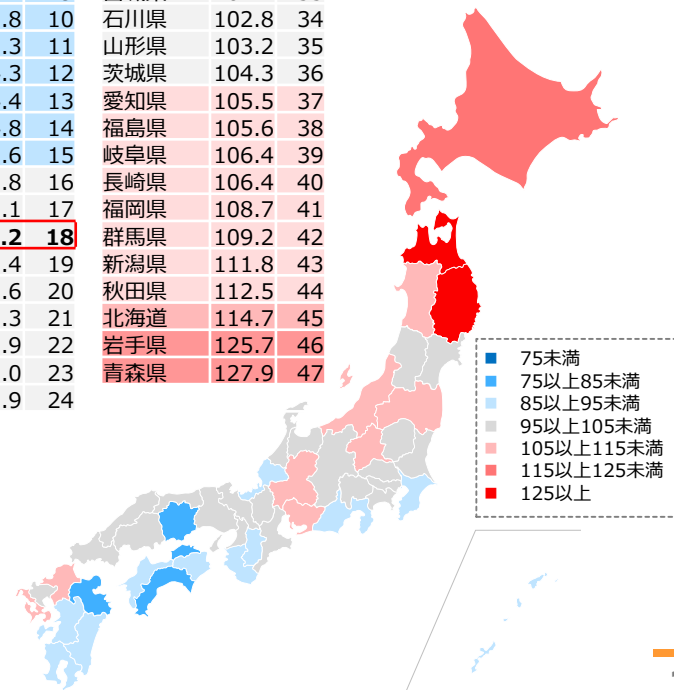 .8 10
.3 11
.3 12
.4 13
.8 14
.6 15
.8 16
.1 17
.2 18
.4 19
.6 20
.3 21
.9 22
.0 23
.9 24
石川県 102.8 34
山形県 103.2 35
茨城県 104.3 36
愛知県 105.5 37
福島県 105.6 38
岐阜県 106.4 39
長崎県 106.4 40
福岡県 108.7 41
群馬県 109.2 42
新潟県 111.8 43
秋田県 112.5 44
北海道 114.7 45
岩手県 125.7 46
青森県 127.9 47
75未満
75以上85未満
85以上95未満
95以上105未満
105以上115未満
115以上125未満
125以上